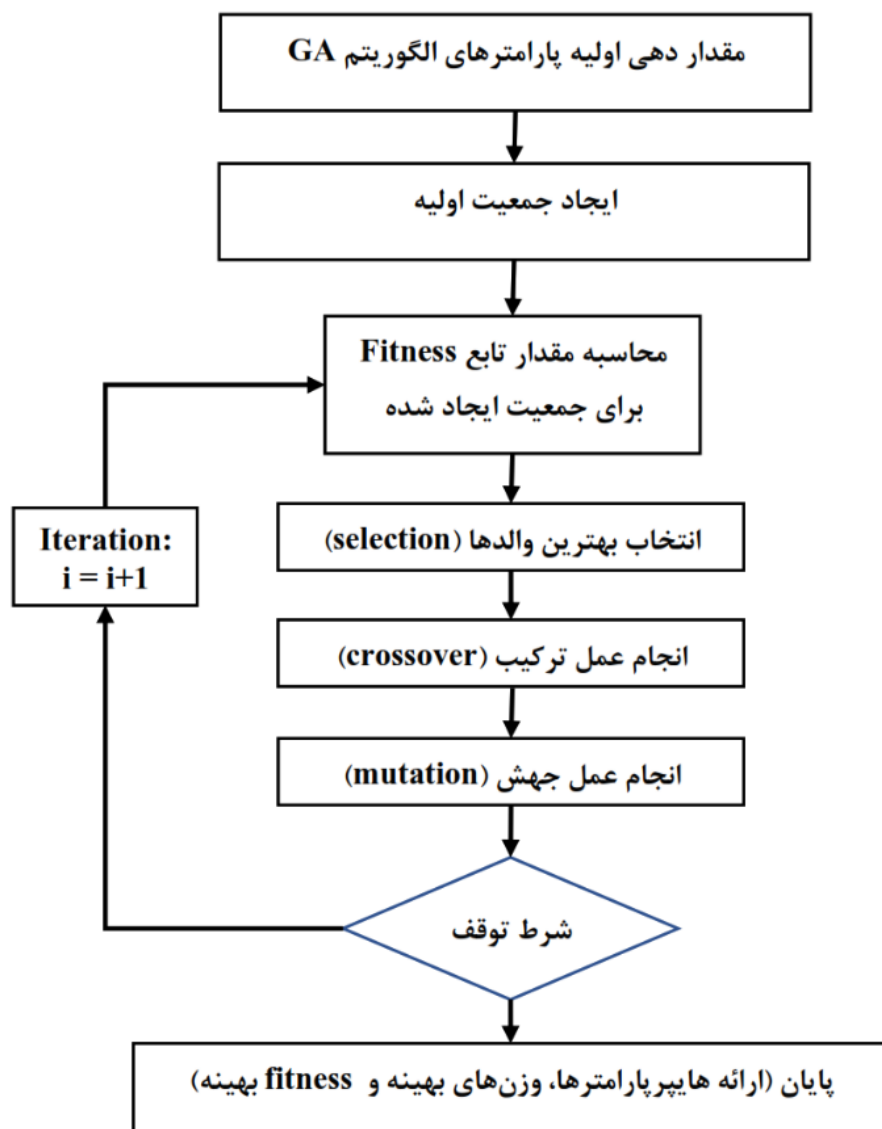 مقدار دهی اولیه پارامترهای الگوریتم GA
ایجاد جمعیت اولیه
محاسبه مقدار تابع Fitness
برای جمعیت ایجاد شده
انتخاب بهترین والدها (selection)
Iteration:
i = i+1
انجام عمل ترکیب (crossover)
انجام عمل جهش (mutation)
شرط توقف
پایان (ارائه هایپرپارامترها، وزن‌های بهینه و fitness بهینه)